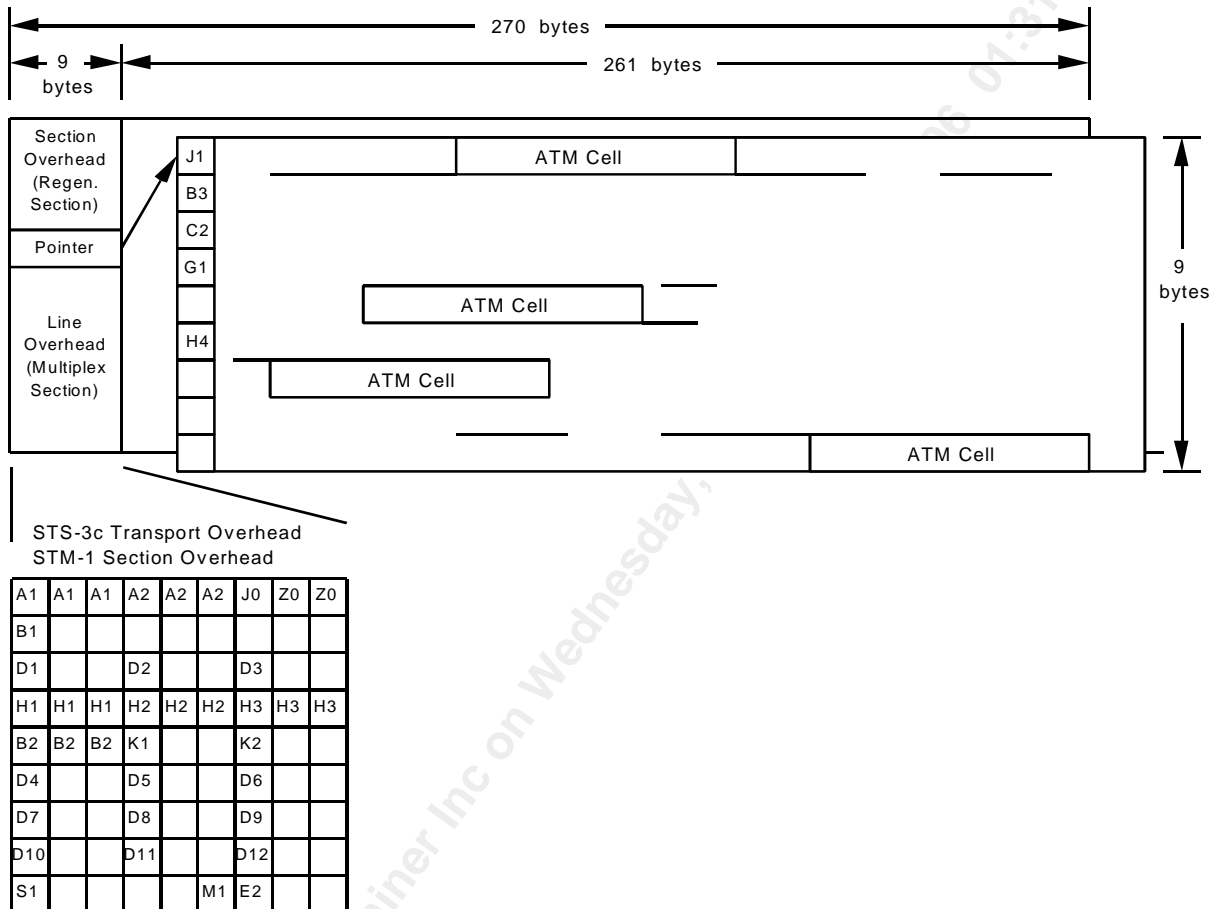 270 bytes
9
bytes
261 bytes
Section
Overhead
(Regen.
Section)
Pointer
Line
Overhead
(Multiplex
Section)
J1
B3
C2
G1
H4
ATM Cell
ATM Cell
ATM Cell
ATM Cell
9
bytes
STS-3c Transport Overhead
STM-1 Section Overhead
A1 A1 A1 A2 A2 A2 J0 Z0 Z0
B1
D1 D2 D3
H1 H1 H1 H2 H2 H2 H3 H3 H3
B2 B2 B2 K1 K2
D4 D5 D6
D7 D8 D9
D10 D11 D12
S1 M1 E2
Inc on Wednesday,